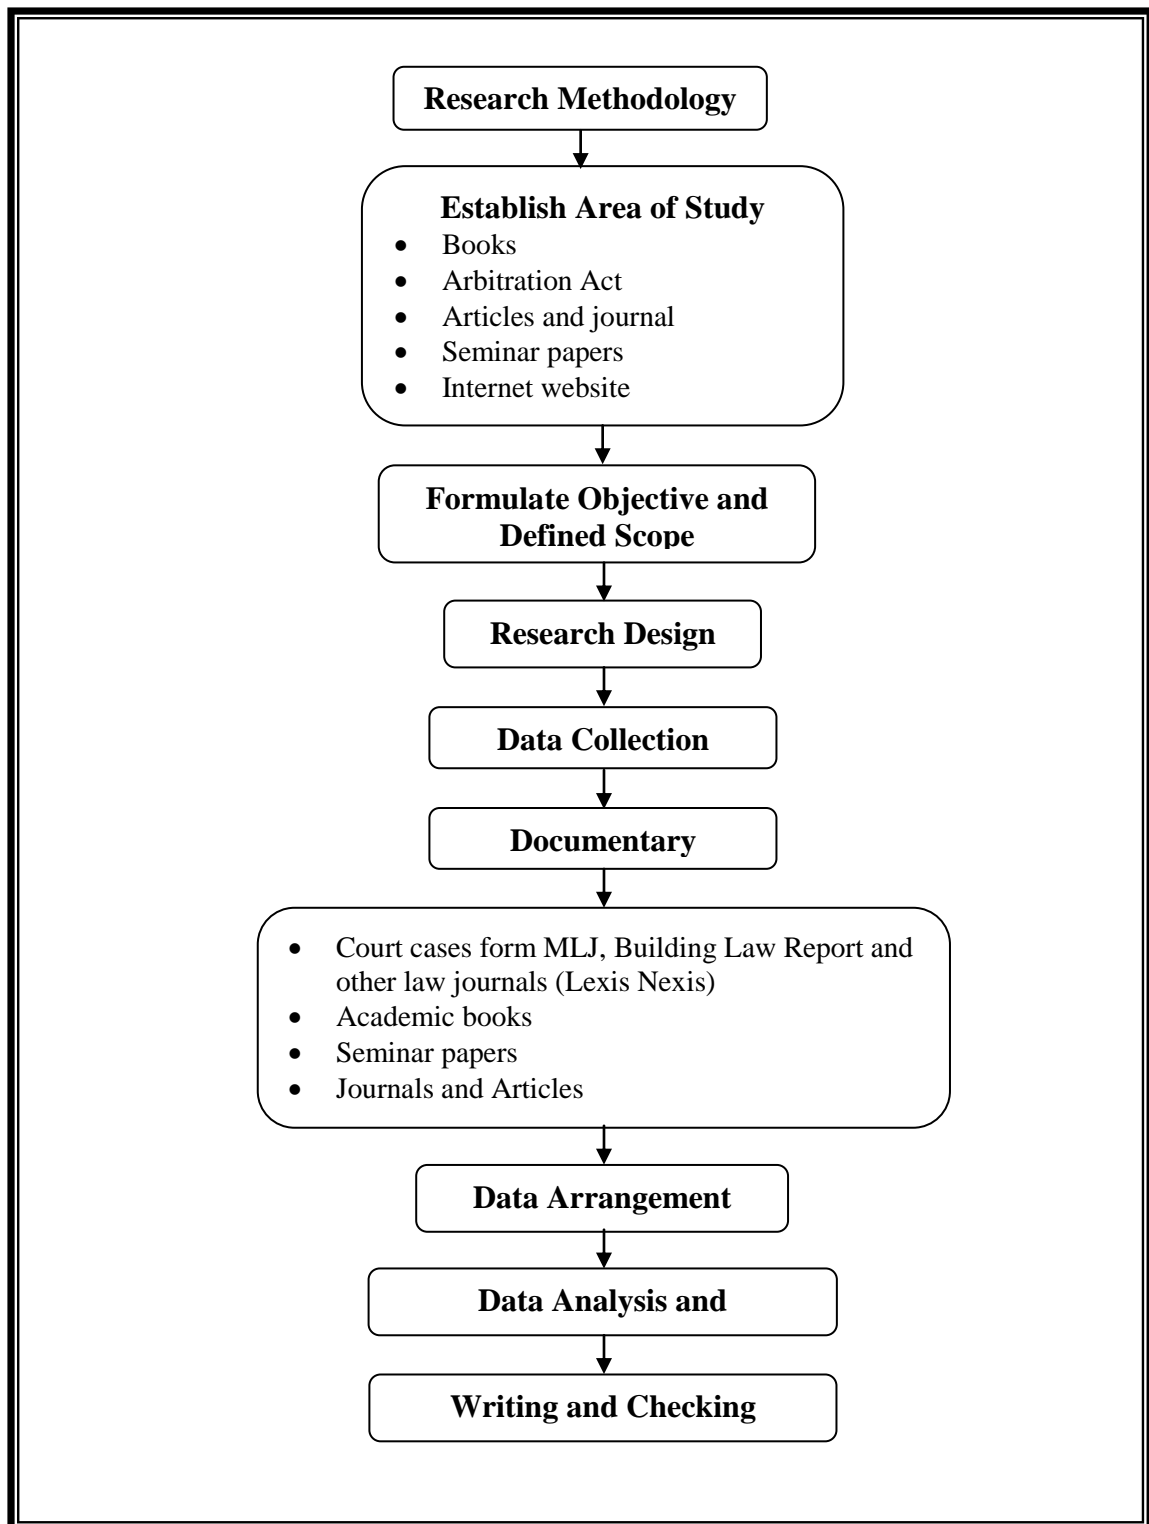 Research Methodology
Establish Area of Study
• Books
• Arbitration Act
• Articles and journal
• Seminar papers
• Internet website
Formulate Objective and
Defined Scope
Research Design
Data Collection
Documentary
• Court cases form MLJ, Building Law Report and
other law journals (Lexis Nexis)
• Academic books
• Seminar papers
• Journals and Articles
Data Arrangement
Data Analysis and
Writing and Checking